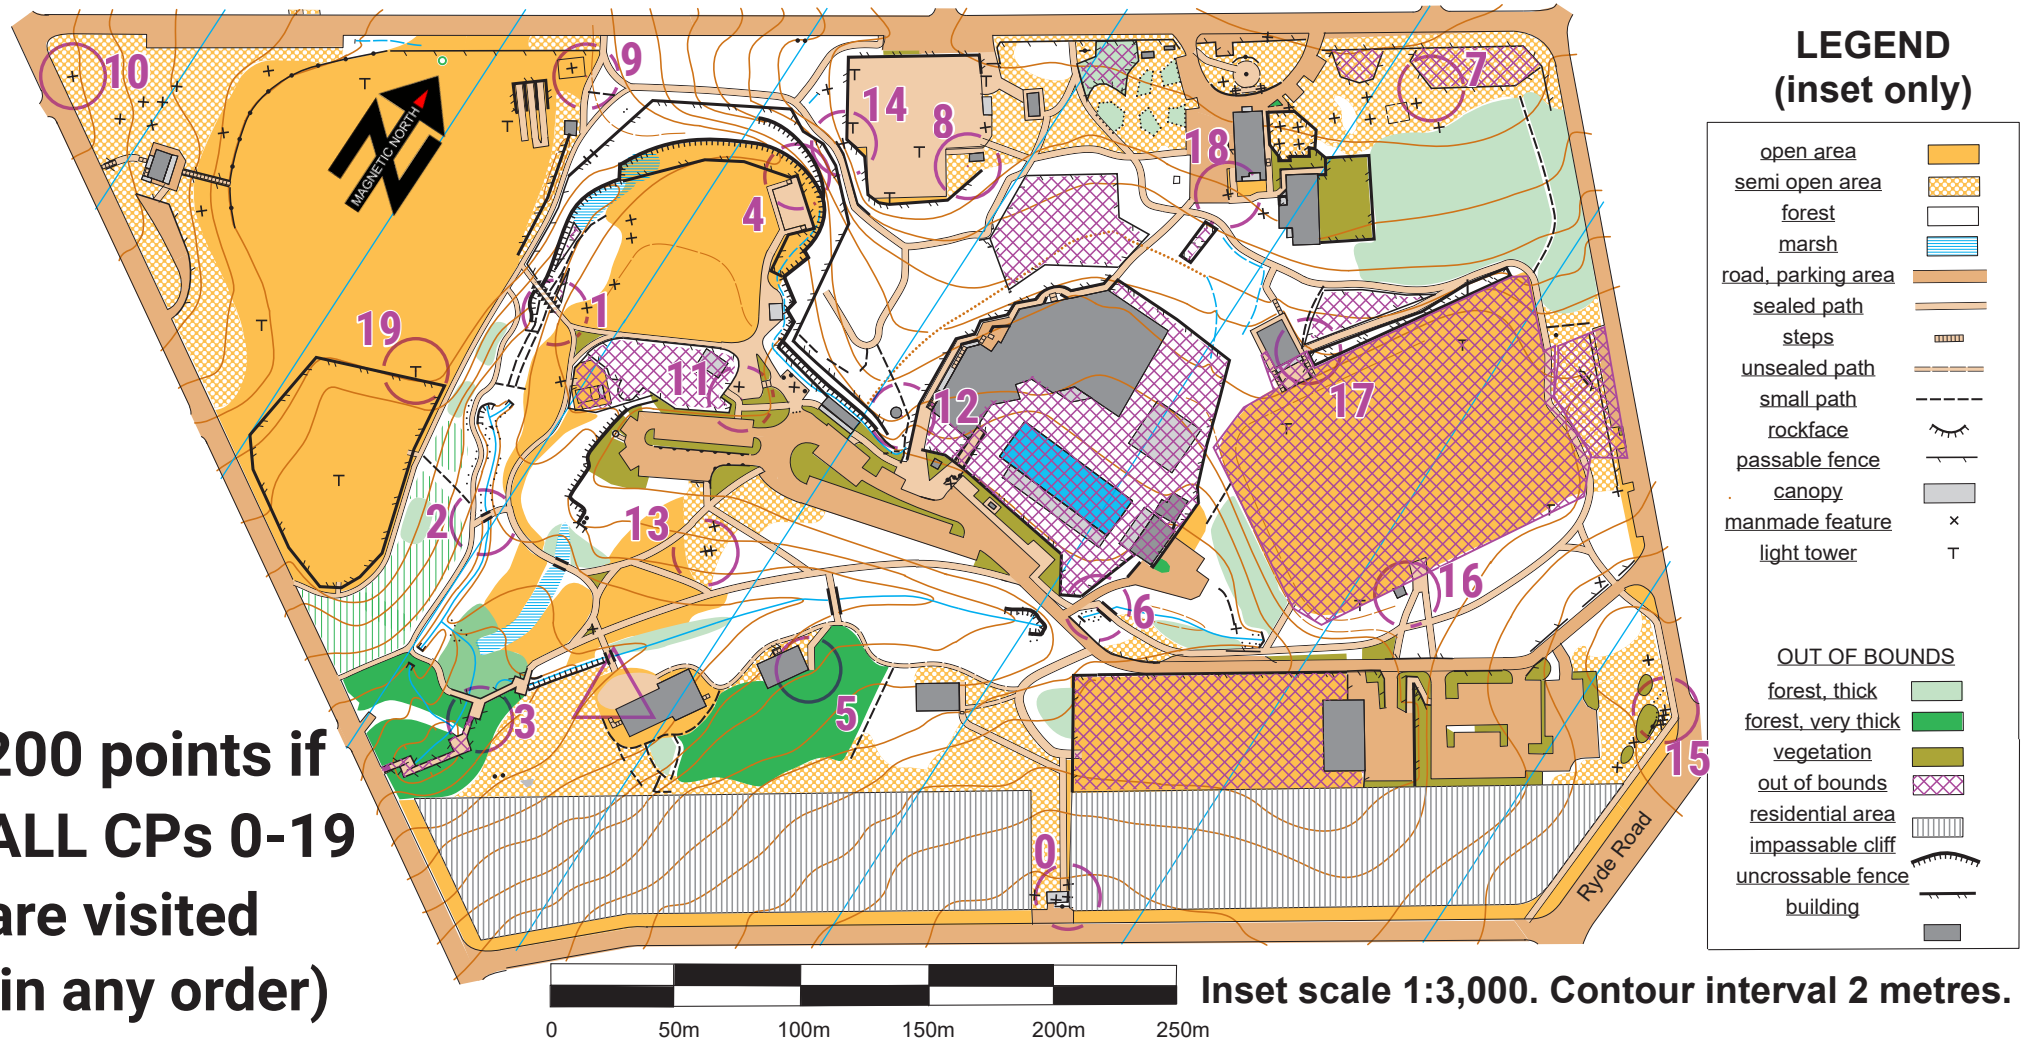 10
9
14
8
7
18
MAGNETIC NORTH
4
1
19
11
12
17
2
13
16
6
3
5
15
0
Ryde Road
200 points if
ALL CPs 0-19
are visited
in any order)
0
50m
100m
150m
200m
250m
Inset scale 1:3,000. Contour interval 2 metres.
LEGEND
(inset only)
open area
semi open area
forest
marsh
road, parking area
sealed path
steps
unsealed path
small path
rockface
passable fence
canopy
manmade feature
light tower
OUT OF BOUNDS
forest, thick
forest, very thick
vegetation
out of bounds
residential area
impassable cliff
uncrossable fence
building